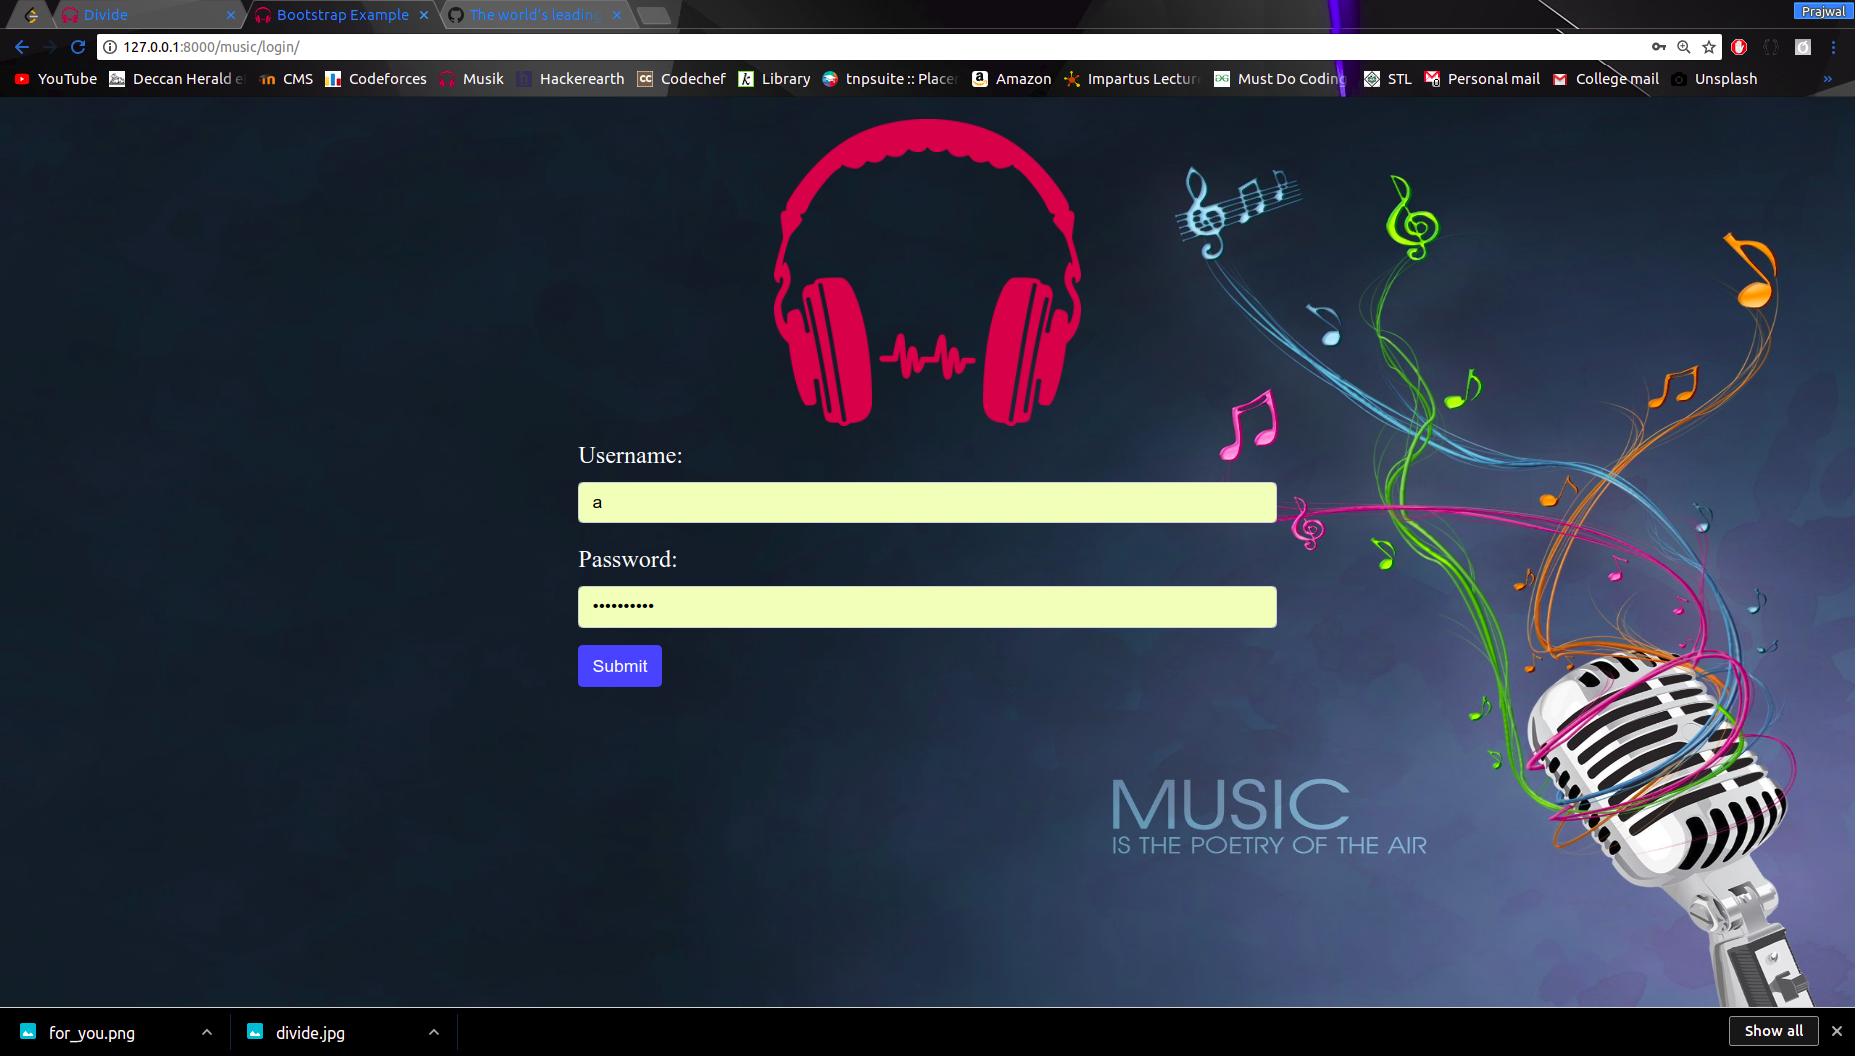 Divide
Bootstrap Example
The world's leading
Prajwal
127.0.0.1:8000/music/login/
YouTube
Deccan Herald e
CMS
Codeforces
Musik
Hackerearth
Codechef
Library
tnpsuite :: Placer
Amazon
Impartus Lectur
Must Do Coding
STL
Personal mail
College mail
Unsplash
»
Username:
a
Password:
••••••••••
Submit
MUSIC
IS THE POETRY OF THE AIR
for_you.png
divide.jpg
Show all